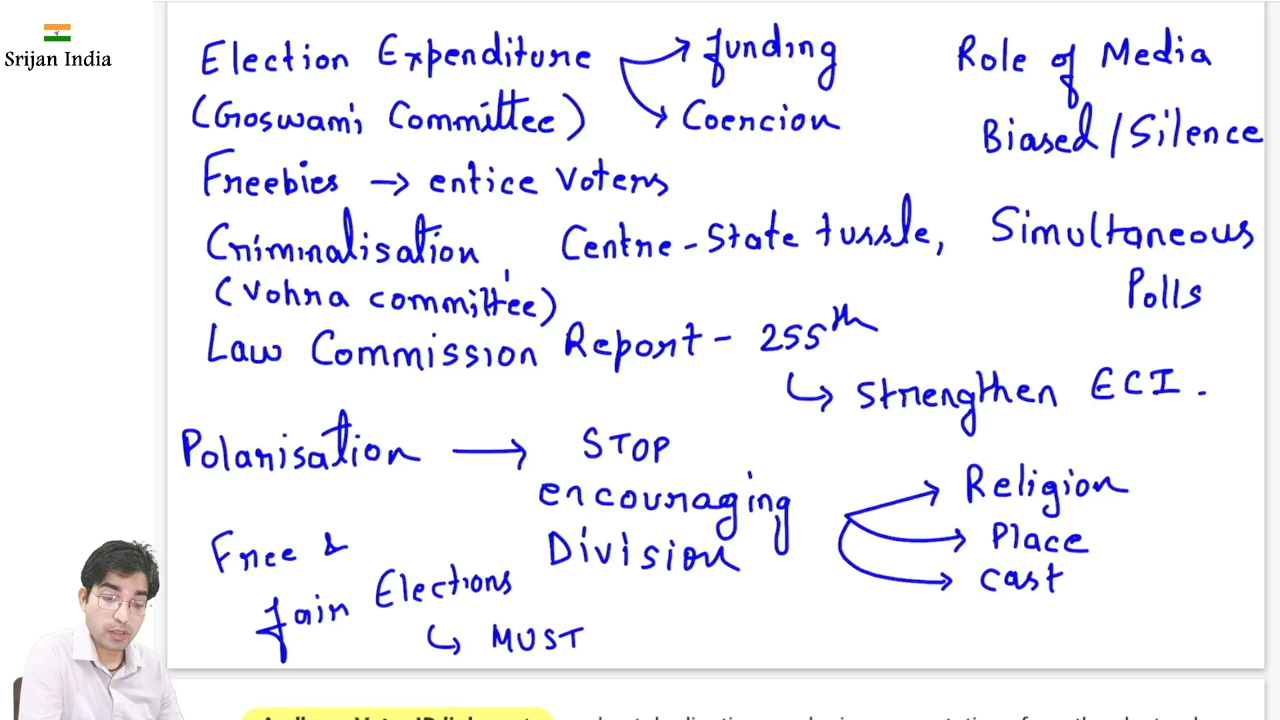 Srijan India
Election Expenditure → funding
(Goswami Committee) → Coercion
Role of Media
Biased / Silence
Freebies → entice Voters
Criminalisation
(Vohra committee)
Centre - State tussle, Simultaneous
Polls
Law Commission Report - 255th
↳ Strengthen ECI.
Polarisation → STOP
encouraging
Division
→ Religion
→ Place
→ Cast
Free &
fair Elections
↳ MUST